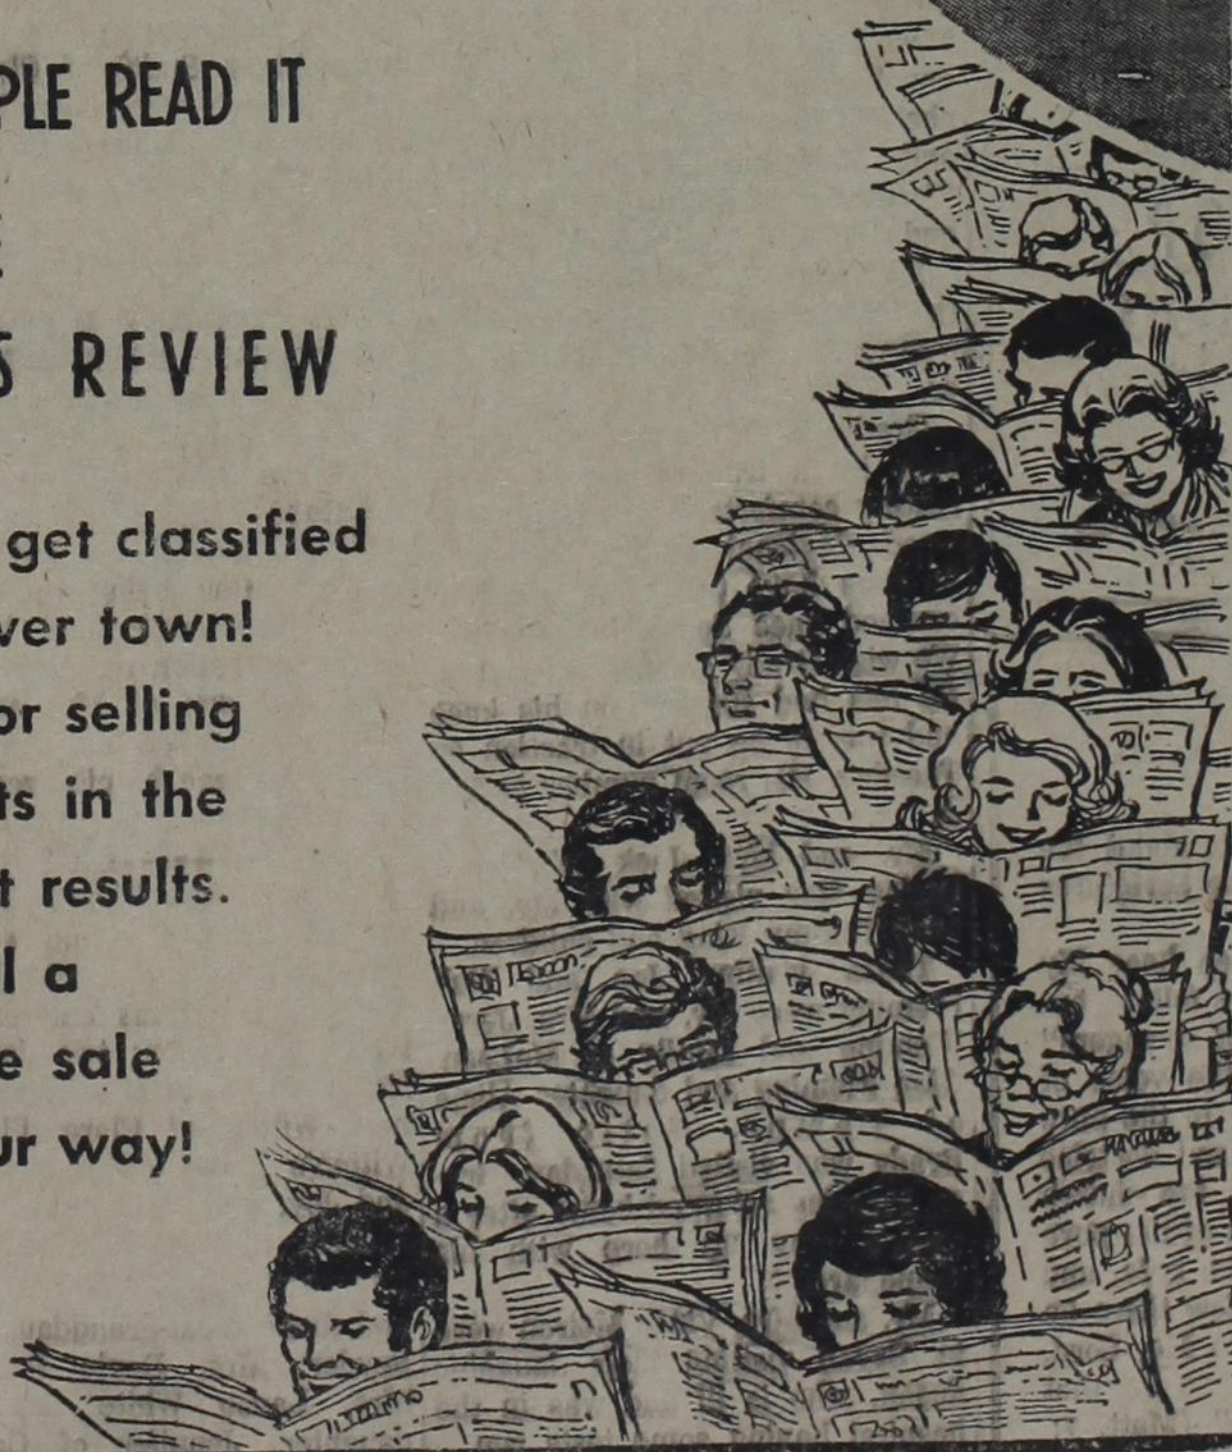 PLE READ IT
S REVIEW
get classified
ver town!
or selling
ts in the
t results.
l a
e sale
ur way!